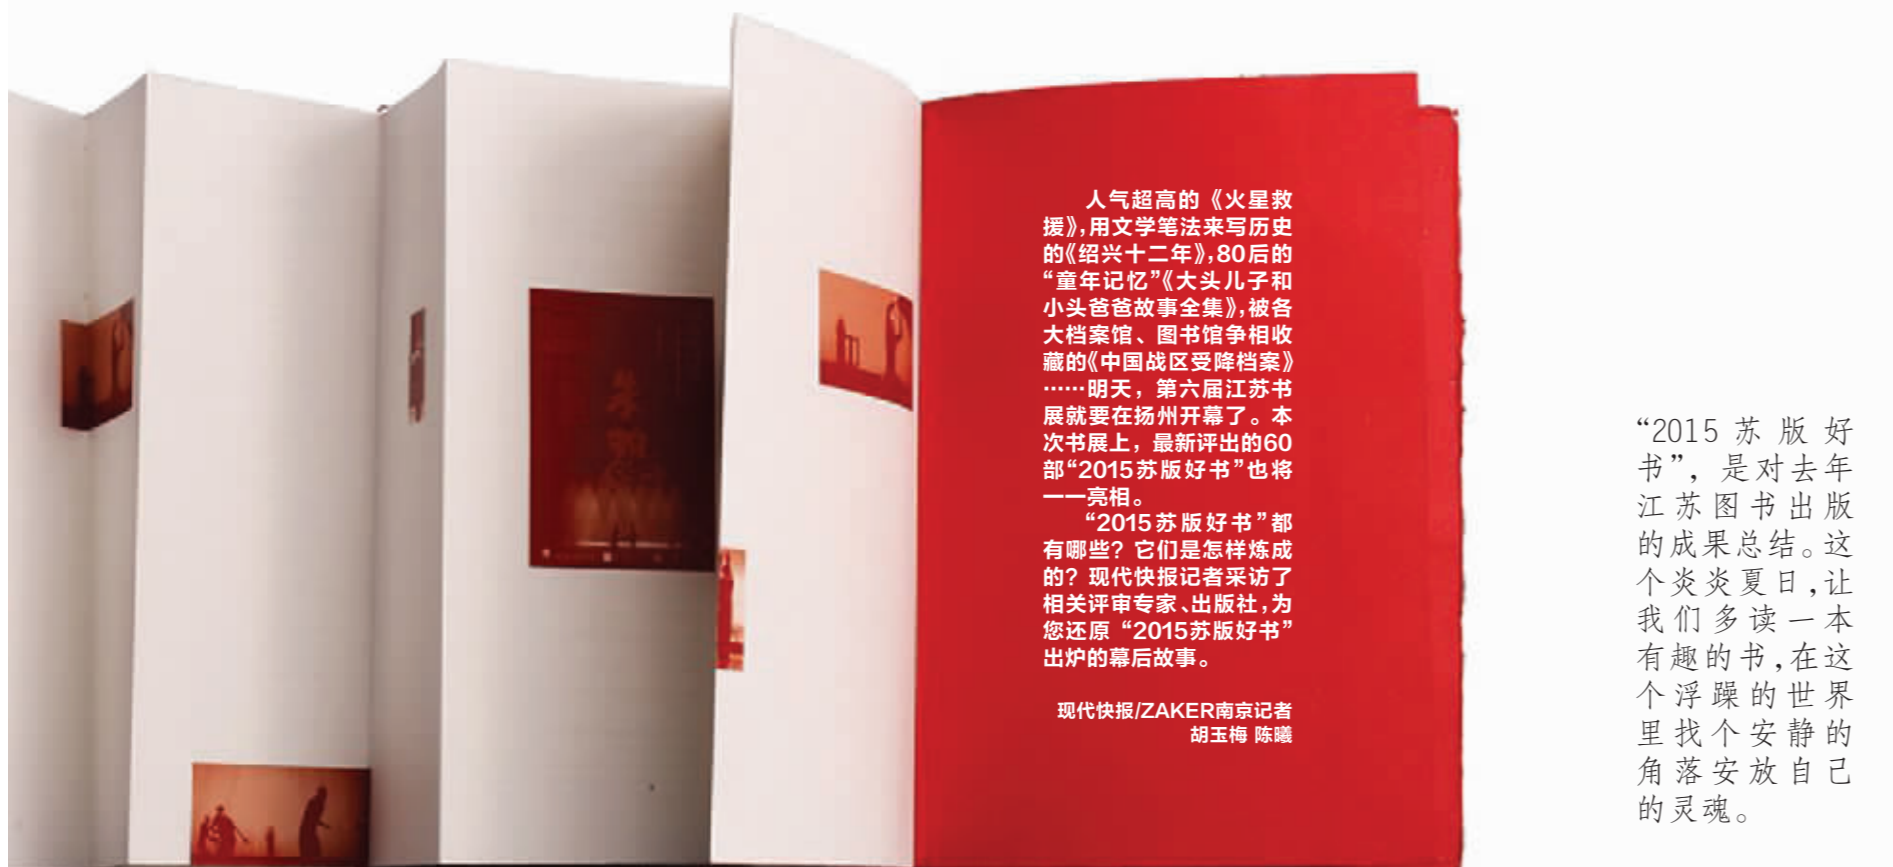 人气超高的《火星救
援》,用文学笔法来写历史
的《绍兴十二年》,80后的
“童年记忆”《大头儿子和
小头爸爸故事全集》,被各
大档案馆、图书馆争相收
藏的《中国战区受降档案》
……明天，第六届江苏书
展就要在扬州开幕了。本
次书展上，最新评出的60
部“2015苏版好书”也将
一一亮相。
“2015苏版好书”都
有哪些？它们是怎样炼成
的？现代快报记者采访了
相关评审专家、出版社,为
您还原“2015苏版好书”
出炉的幕后故事。
现代快报/ZAKER南京记者
胡玉梅 陈曦
“2015 苏版好
书”，是对去年
江苏图书出版
的成果总结。这
个炎炎夏日,让
我们多读一本
有趣的书,在这
个浮躁的世界
里找个安静的
角落安放自己
的灵魂。